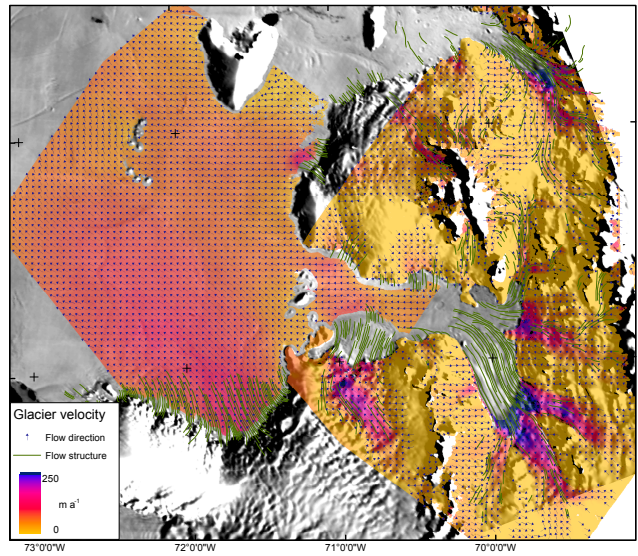 Glacier velocity
Flow direction
Flow structure
250
m a⁻¹
0
73°0'0"W
72°0'0"W
71°0'0"W
70°0'0"W